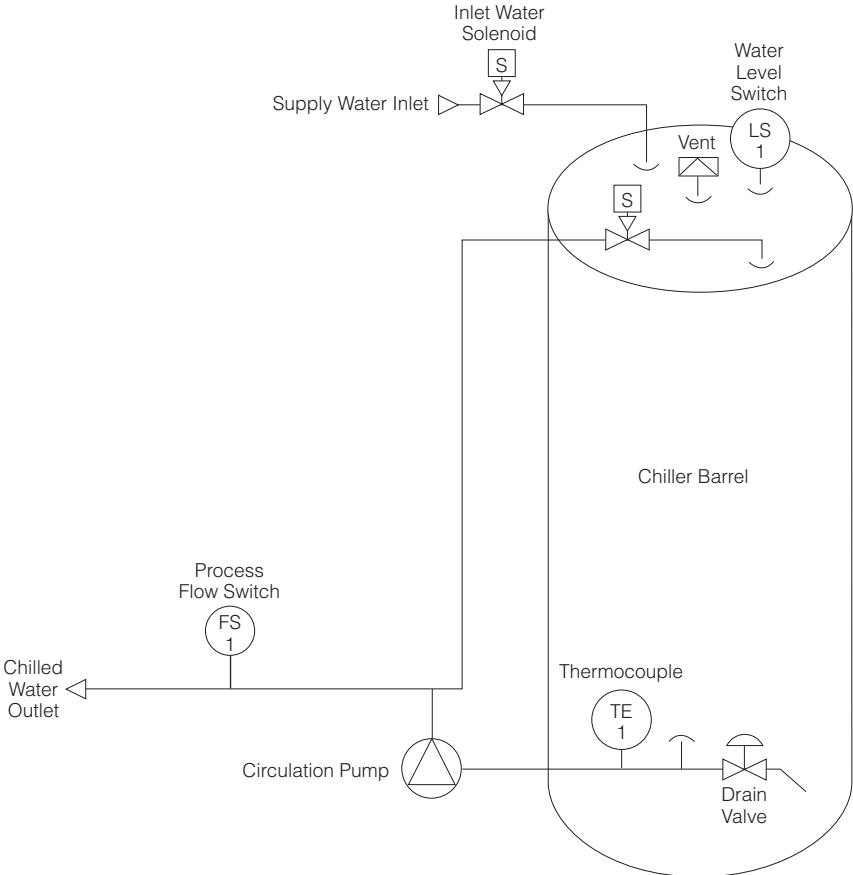 Inlet Water
Solenoid
S
Supply Water Inlet
Water
Level
Switch
LS
1
Vent
S
Chiller Barrel
Process
Flow Switch
FS
1
Chilled
Water
Outlet
Thermocouple
TE
1
Circulation Pump
Drain
Valve